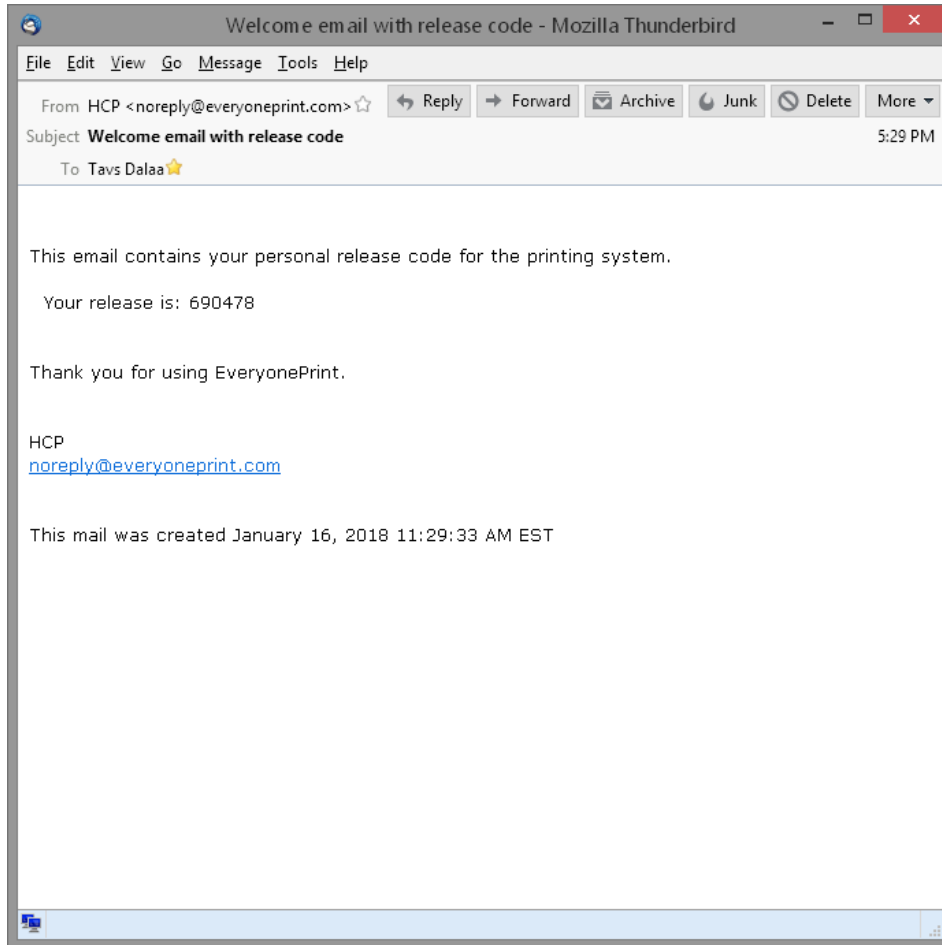 Welcome email with release code - Mozilla Thunderbird
File Edit View Go Message Tools Help
From HCP <noreply@everyoneprint.com> Reply Forward Archive Junk Delete More
Subject Welcome email with release code 5:29 PM
To Tavs Dalaa
This email contains your personal release code for the printing system.
Your release is: 690478
Thank you for using EveryonePrint.
HCP
noreply@everyoneprint.com
This mail was created January 16, 2018 11:29:33 AM EST